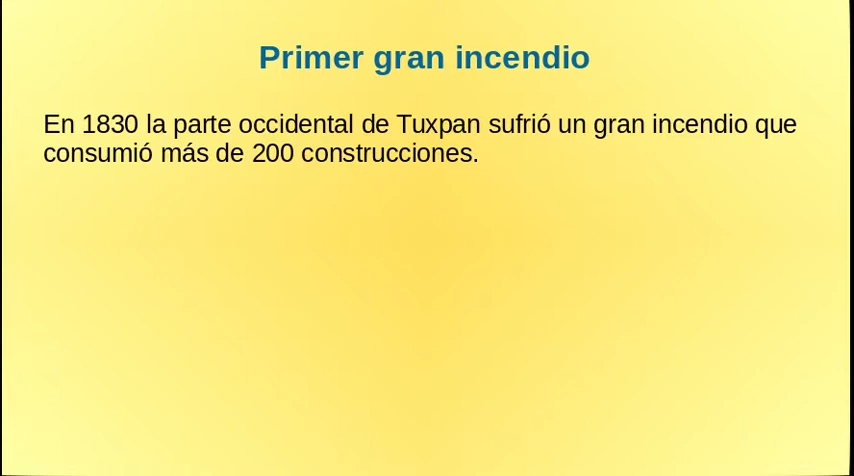 Primer gran incendio
En 1830 la parte occidental de Tuxpan sufrió un gran incendio que
consumió más de 200 construcciones.